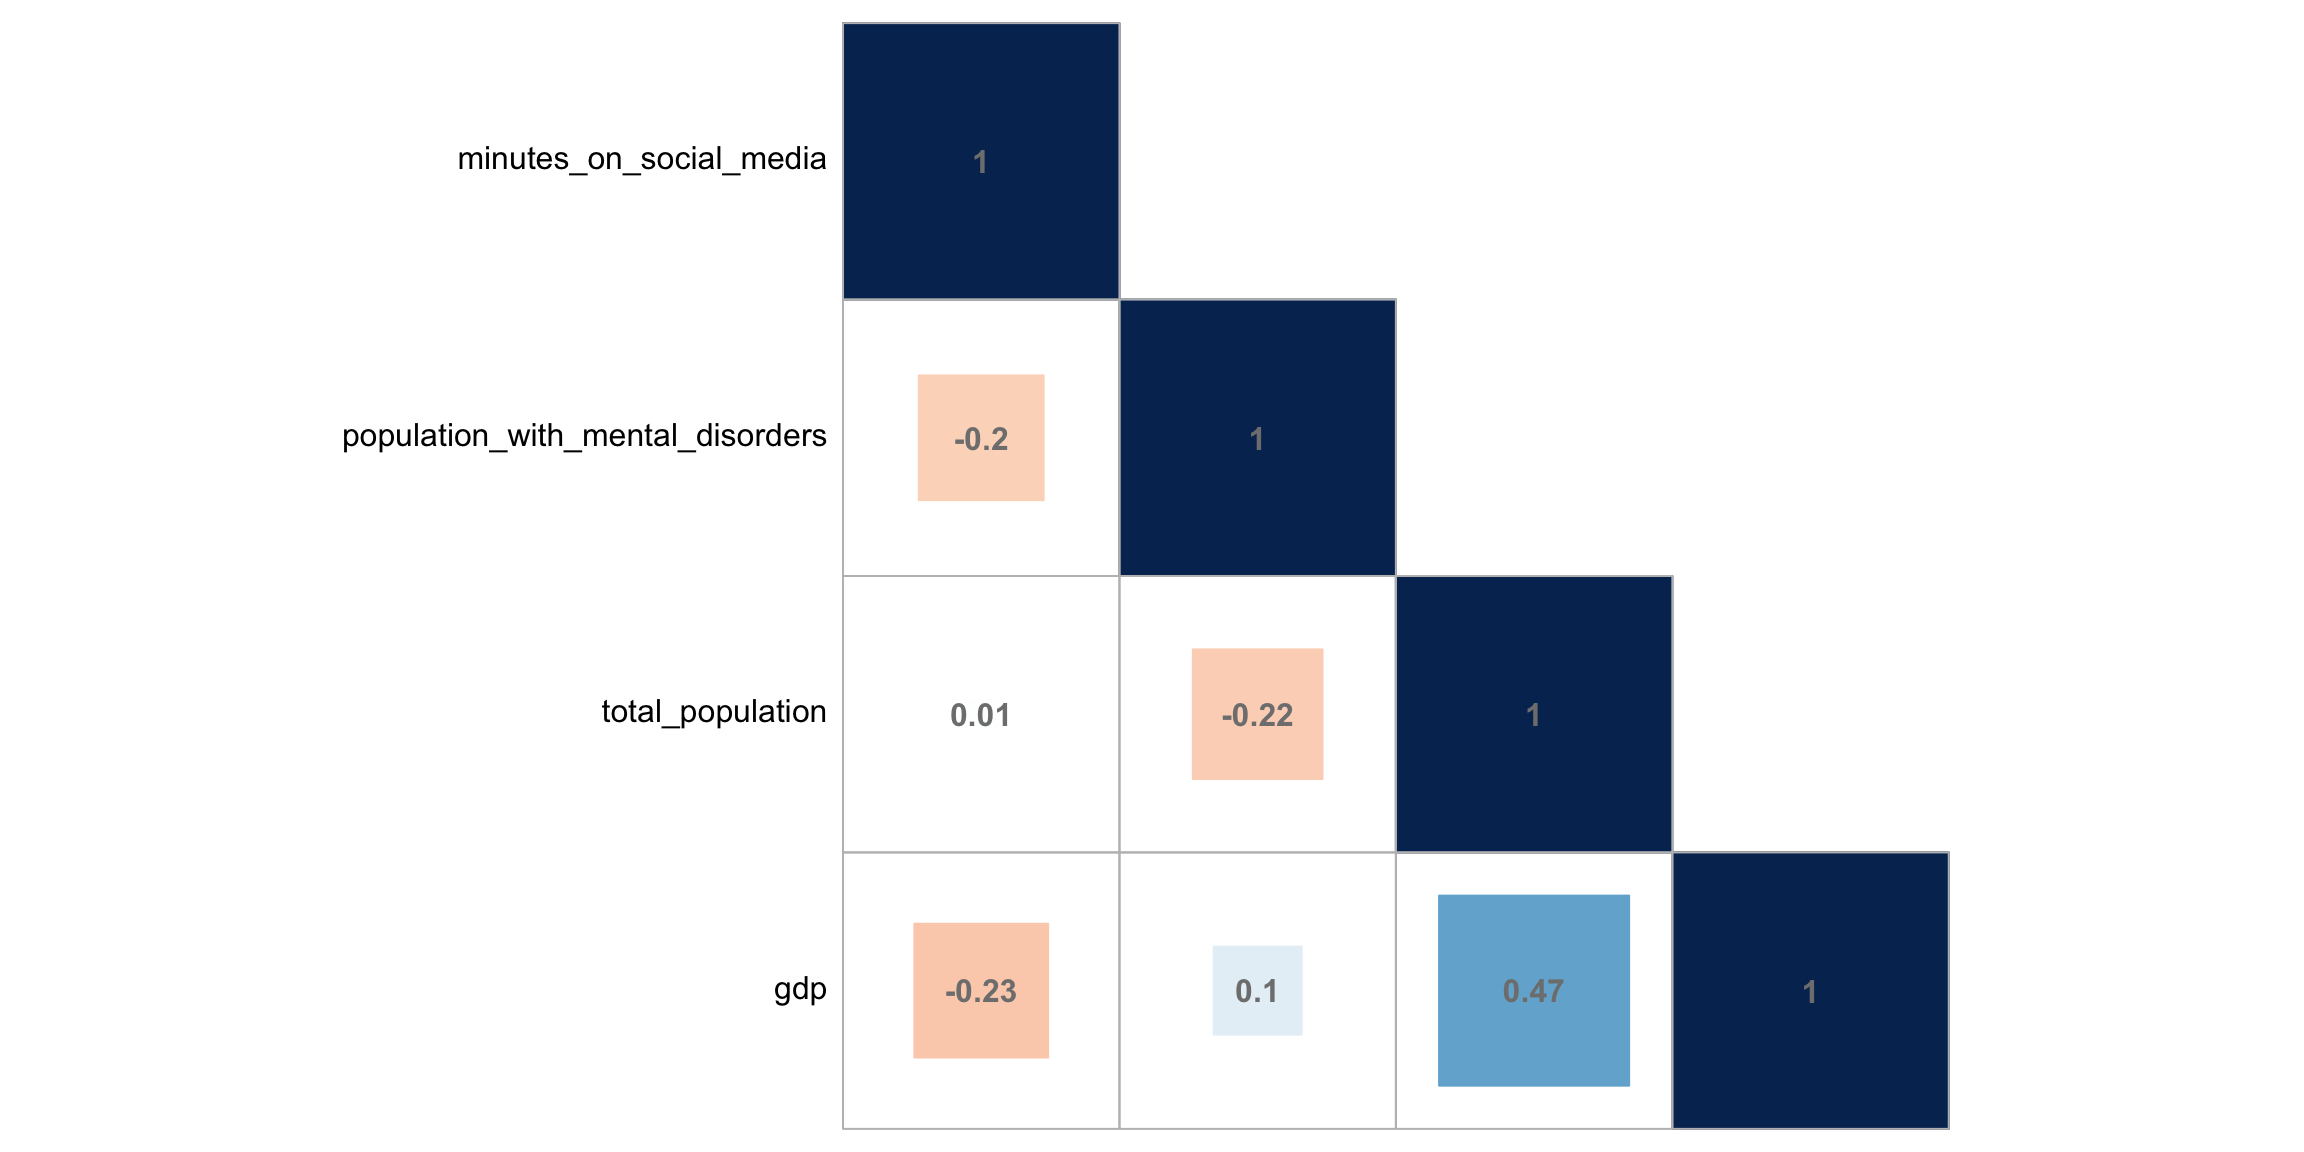 minutes_on_social_media 1
population_with_mental_disorders -0.2 1
total_population 0.01 -0.22 1
gdp -0.23 0.1 0.47 1